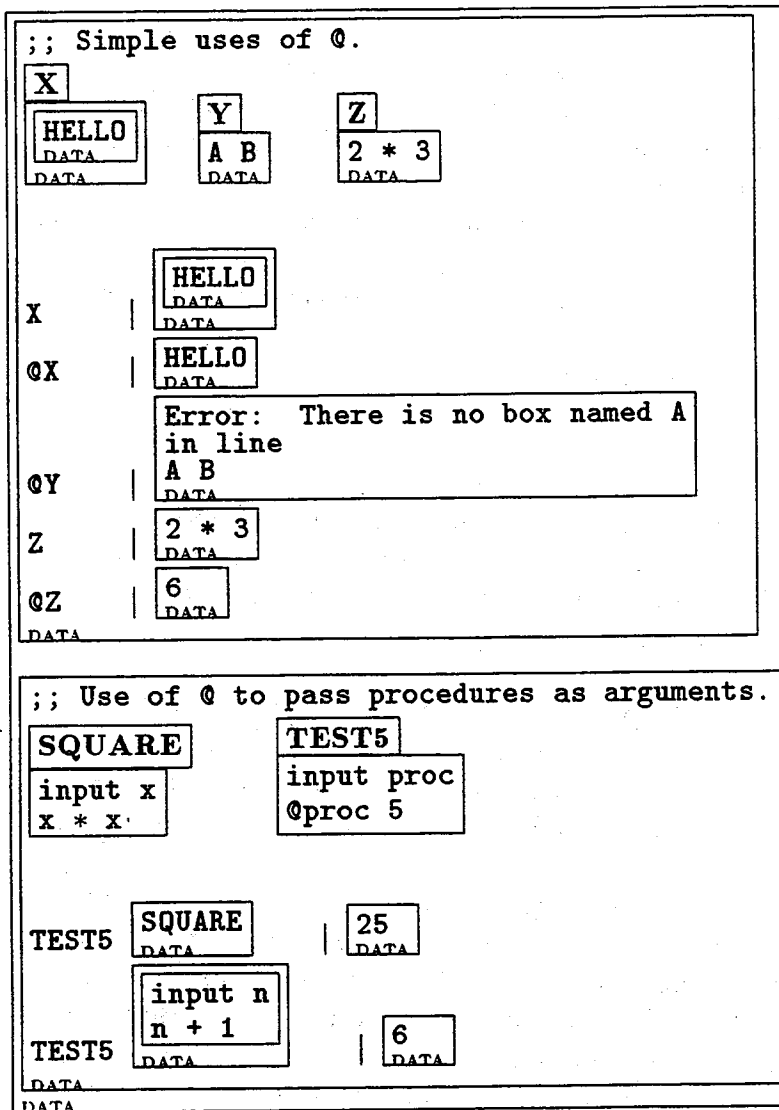 ;; Simple uses of @.
X
HELLO
DATA
DATA
Y
A B
DATA
Z
2 * 3
DATA
X | HELLO
DATA
DATA
@X | HELLO
DATA
@Y | Error: There is no box named A
in line
A B
DATA
Z | 2 * 3
DATA
@Z | 6
DATA
DATA
;; Use of @ to pass procedures as arguments.
SQUARE
input x
x * x
TEST5
input proc
@proc 5
TEST5 SQUARE | 25
DATA DATA
TEST5 input n
n + 1 | 6
DATA DATA
DATA
DATA